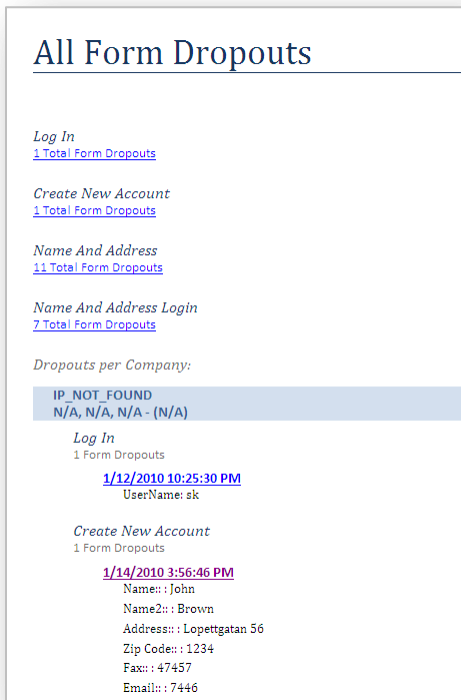 All Form Dropouts
Log In
1 Total Form Dropouts
Create New Account
1 Total Form Dropouts
Name And Address
11 Total Form Dropouts
Name And Address Login
7 Total Form Dropouts
Dropouts per Company:
IP_NOT_FOUND
N/A, N/A, N/A - (N/A)
Log In
1 Form Dropouts
1/12/2010 10:25:30 PM
UserName: sk
Create New Account
1 Form Dropouts
1/14/2010 3:56:46 PM
Name:: : John
Name2:: : Brown
Address:: : Lopettgatan 56
Zip Code:: : 1234
Fax:: : 47457
Email:: : 7446